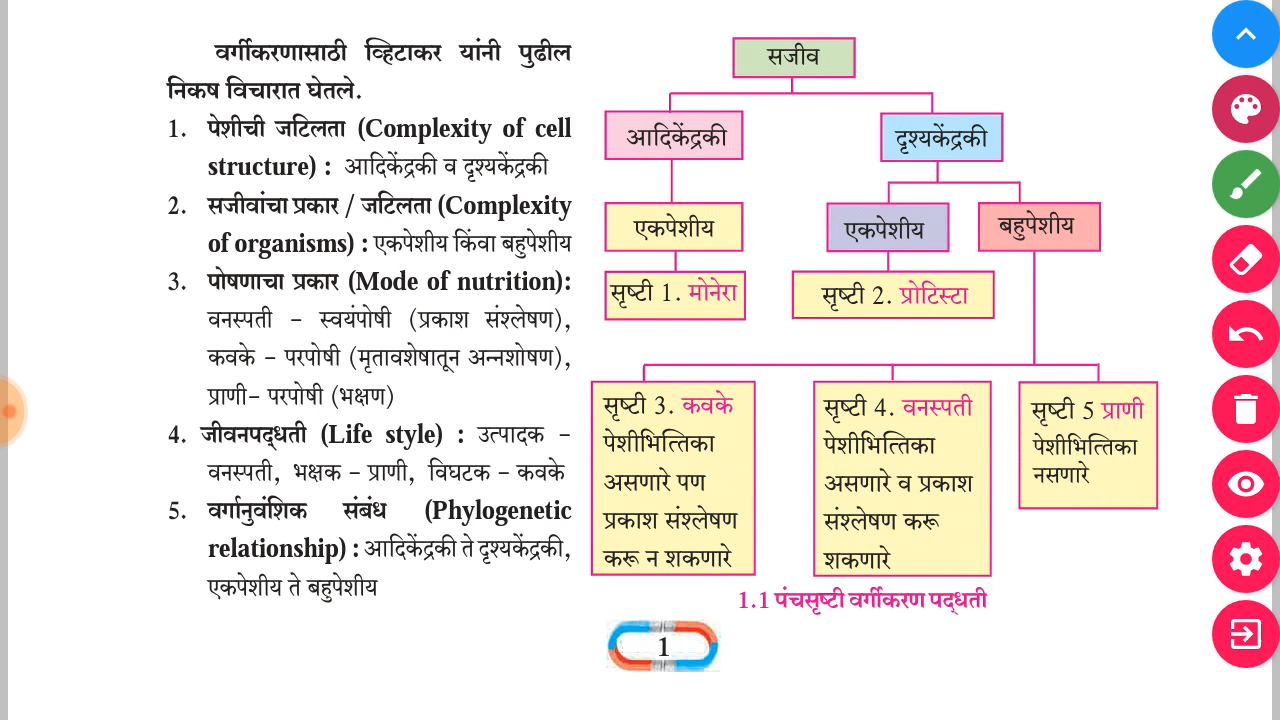 वर्गीकरणासाठी व्हिटाकर यांनी पुढील
निकष विचारात घेतले.
1. पेशीची जटिलता (Complexity of cell
structure) : आदिकेंद्रकी व दृश्यकेंद्रकी
2. सजीवांचा प्रकार / जटिलता (Complexity
of organisms) : एकपेशीय किंवा बहुपेशीय
3. पोषणाचा प्रकार (Mode of nutrition):
वनस्पती – स्वयंपोषी (प्रकाश संश्लेषण),
कवके – परपोषी (मृतावशेषातून अन्नशोषण),
प्राणी– परपोषी (भक्षण)
4. जीवनपद्धती (Life style) : उत्पादक –
वनस्पती, भक्षक – प्राणी, विघटक – कवके
5. वर्गानुवंशिक संबंध (Phylogenetic
relationship) : आदिकेंद्रकी ते दृश्यकेंद्रकी,
एकपेशीय ते बहुपेशीय
सजीव
आदिकेंद्रकी
दृश्यकेंद्रकी
एकपेशीय
एकपेशीय
बहुपेशीय
सृष्टी 1. मोनेरा
सृष्टी 2. प्रोटिस्टा
सृष्टी 3. कवके
पेशीभित्तिका
असणारे पण
प्रकाश संश्लेषण
करू न शकणारे
सृष्टी 4. वनस्पती
पेशीभित्तिका
असणारे व प्रकाश
संश्लेषण करू
शकणारे
सृष्टी 5 प्राणी
पेशीभित्तिका
नसणारे
1.1 पंचसृष्टी वर्गीकरण पद्धती
1